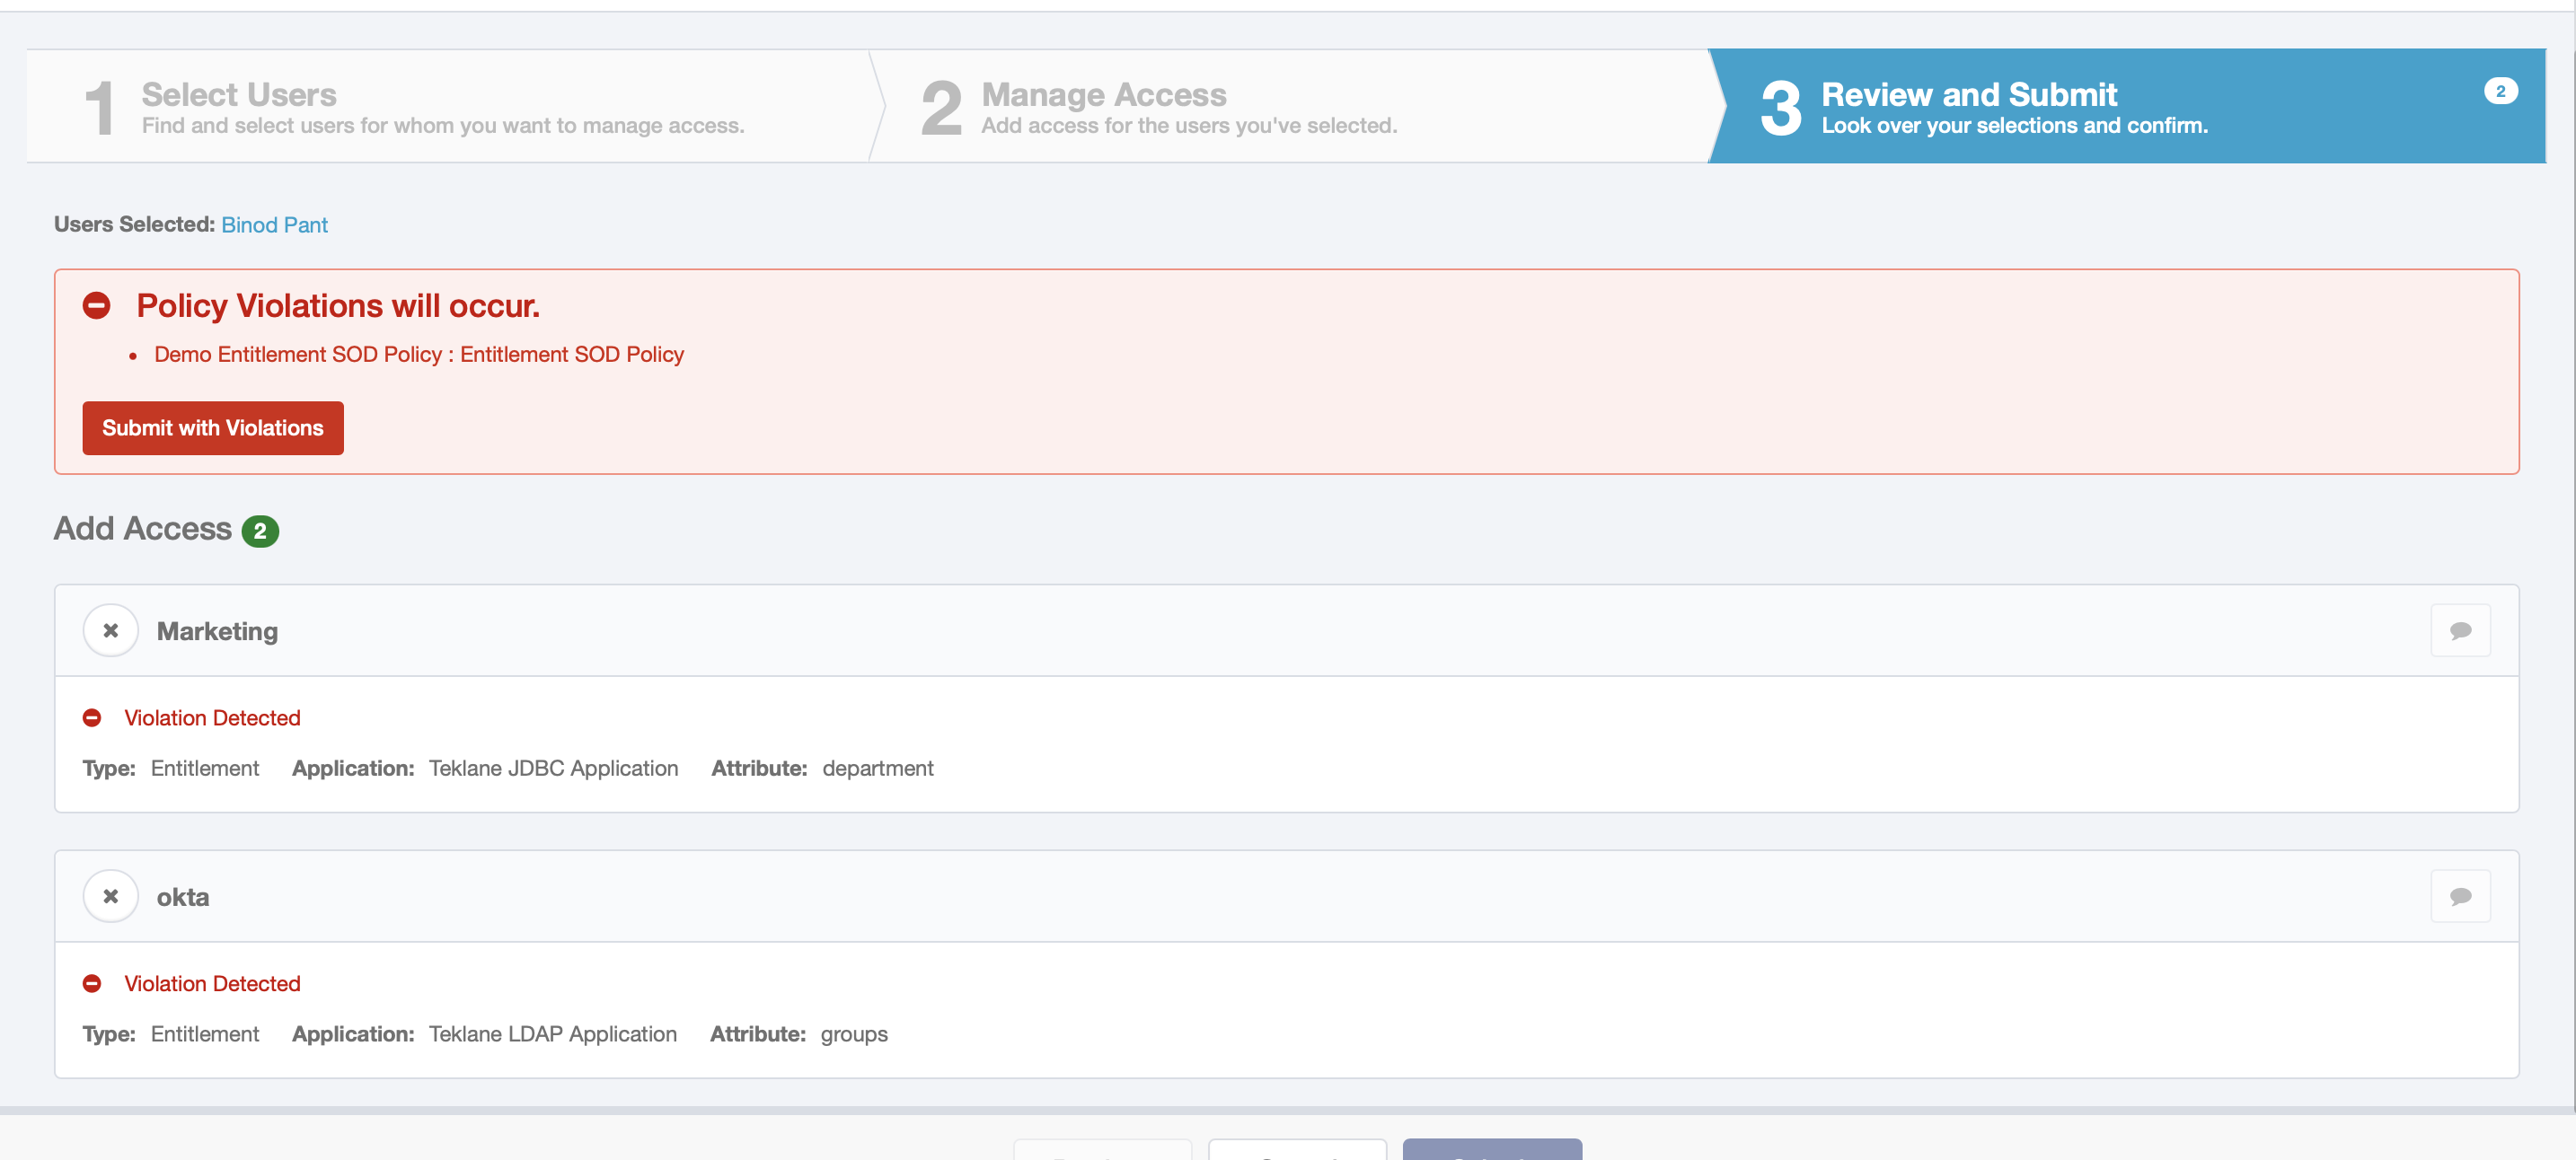 1 Select Users
Find and select users for whom you want to manage access.
2 Manage Access
Add access for the users you've selected.
3 Review and Submit 2
Look over your selections and confirm.
Users Selected: Binod Pant
Policy Violations will occur.
• Demo Entitlement SOD Policy : Entitlement SOD Policy
Submit with Violations
Add Access 2
Marketing
Violation Detected
Type: Entitlement Application: Teklane JDBC Application Attribute: department
okta
Violation Detected
Type: Entitlement Application: Teklane LDAP Application Attribute: groups